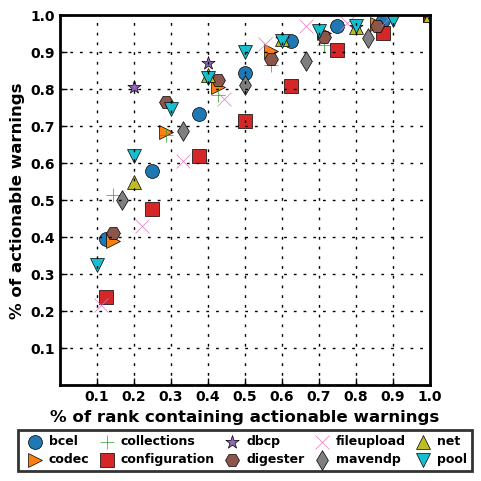 % of actionable warnings
1.0
0.9
0.8
0.7
0.6
0.5
0.4
0.3
0.2
0.1
0.1 0.2 0.3 0.4 0.5 0.6 0.7 0.8 0.9 1.0
% of rank containing actionable warnings
bcel collections dbcp fileupload net
codec configuration digester mavendp pool